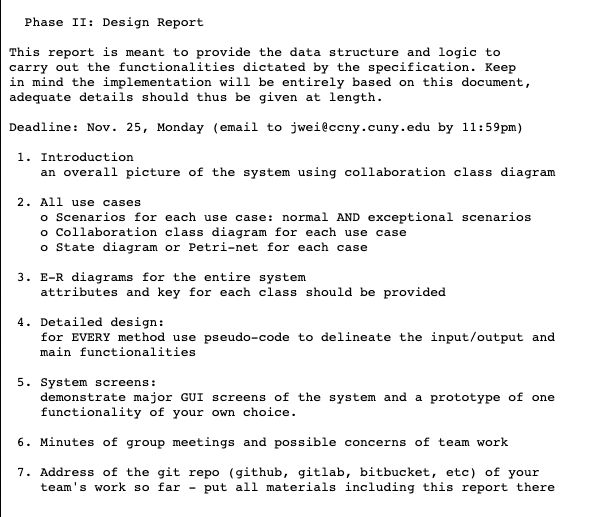 Phase II: Design Report
This report is meant to provide the data structure and logic to
carry out the functionalities dictated by the specification. Keep
in mind the implementation will be entirely based on this document,
adequate details should thus be given at length.
Deadline: Nov. 25, Monday (email to jwei@ccny.cuny.edu by 11:59pm)
1. Introduction
an overall picture of the system using collaboration class diagram
2. All use cases
o Scenarios for each use case: normal AND exceptional scenarios
o Collaboration class diagram for each use case
o State diagram or Petri-net for each case
3. E-R diagrams for the entire system
attributes and key for each class should be provided
4. Detailed design:
for EVERY method use pseudo-code to delineate the input/output and
main functionalities
5. System screens:
demonstrate major GUI screens of the system and a prototype of one
functionality of your own choice.
6. Minutes of group meetings and possible concerns of team work
7. Address of the git repo (github, gitlab, bitbucket, etc) of your
team's work so far - put all materials including this report there